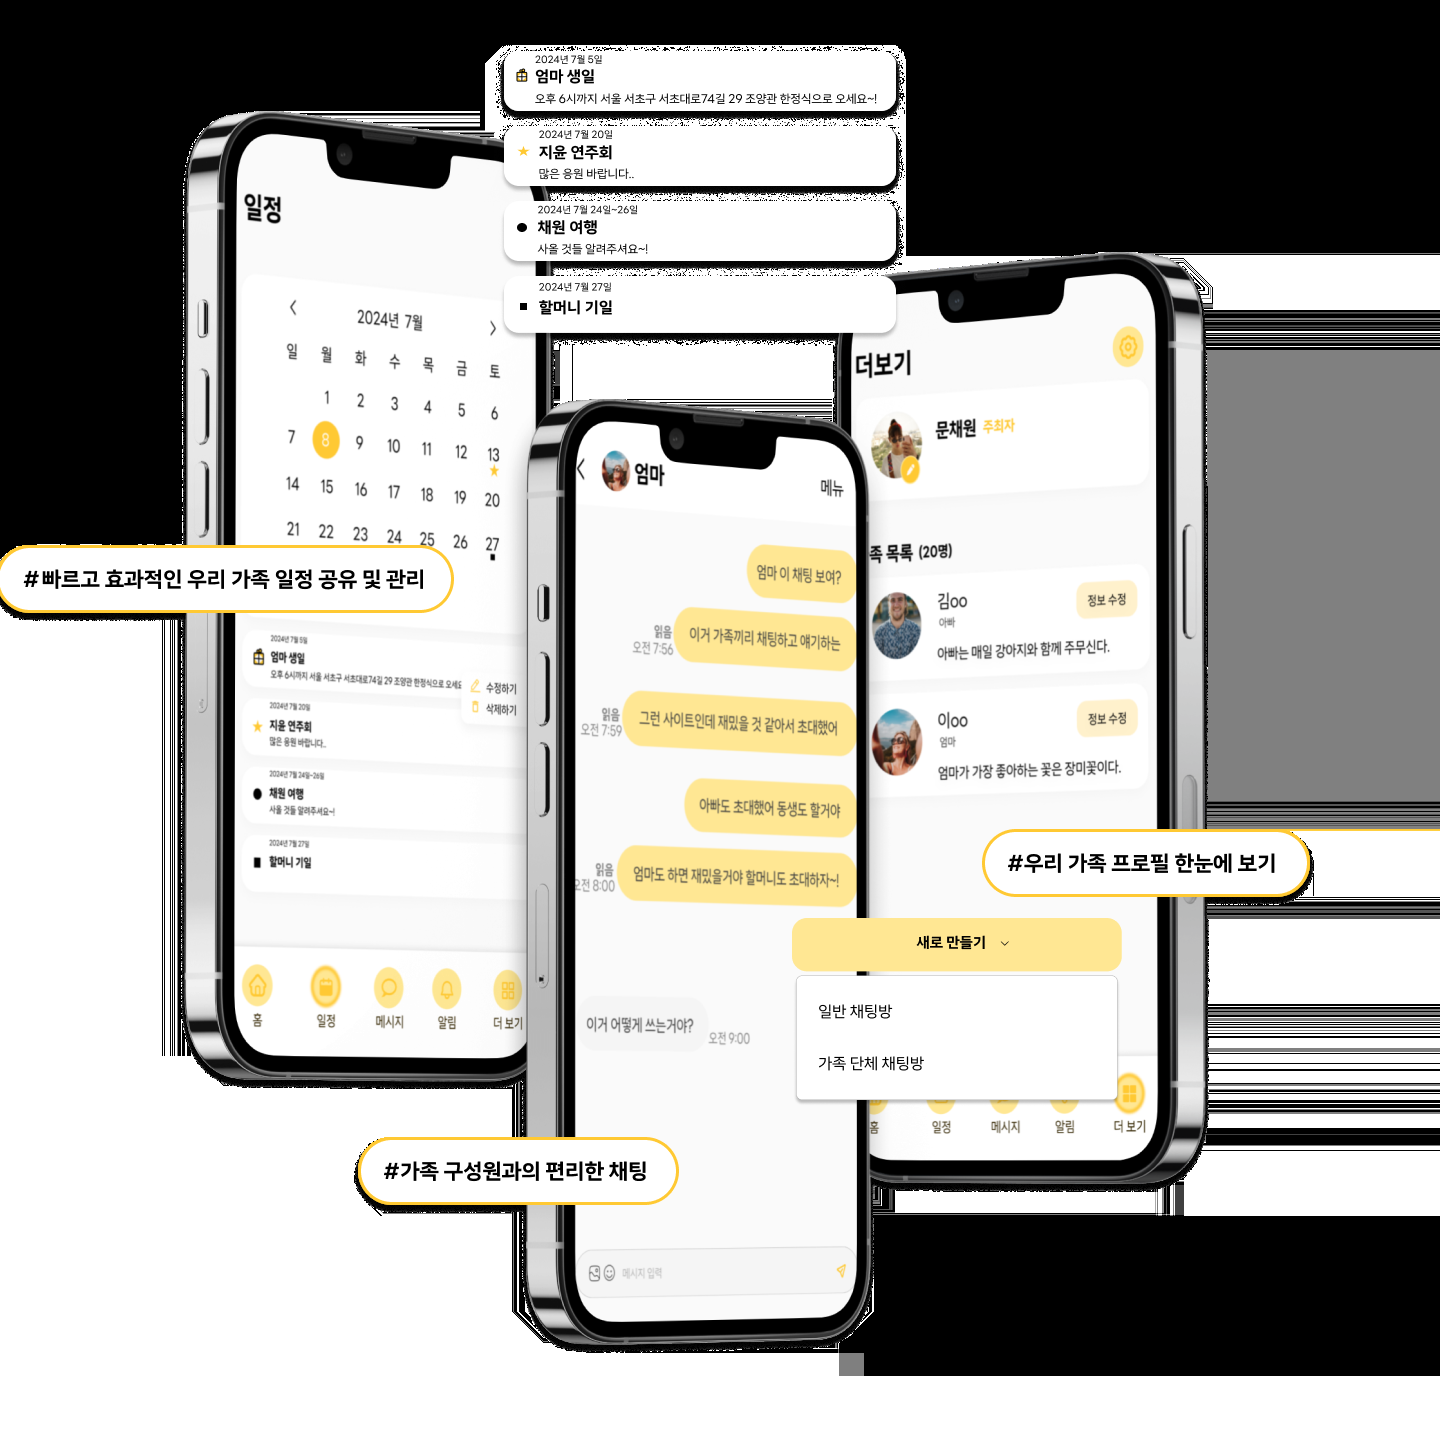 2024년 7월 5일
엄마 생일
오후 6시까지 서울 서초구 서초대로74길 29 조양관 한정식으로 오세요~!
2024년 7월 20일
지윤 연주회
많은 응원 바랍니다..
2024년 7월 24일~26일
채원 여행
사올 것들 알려주셔요~!
2024년 7월 27일
할머니 기일
일정
2024년 7월
일 월 화 수 목 금 토
1 2 3 4 5 6
7 8 9 10 11 12 13
14 15 16 17 18 19 20
21 22 23 24 25 26 27
#빠르고 효과적인 우리 가족 일정 공유 및 관리
2024년 7월 5일
엄마 생일
오후 6시까지 서울 서초구 서초대로74길 29 조양관 한정식으로 오세요
수정하기
삭제하기
2024년 7월 20일
지윤 연주회
많은 응원 바랍니다..
2024년 7월 24일~26일
채원 여행
사올 것들 알려주셔요~!
2024년 7월 27일
할머니 기일
홈 일정 메시지 알림 더 보기
엄마
메뉴
엄마 이 채팅 보여?
이거 가족끼리 채팅하고 얘기하는
읽음
오전 7:56
그런 사이트인데 재밌을 것 같아서 초대했어
읽음
오전 7:59
아빠도 초대했어 동생도 할거야
엄마도 하면 재밌을거야 할머니도 초대하자~!
읽음
오전 8:00
이거 어떻게 쓰는거야?
오전 9:00
#가족 구성원과의 편리한 채팅
메시지 입력
더보기
문채원 주최자
족 목록 (20명)
김oo
아빠
정보 수정
아빠는 매일 강아지와 함께 주무신다.
이oo
엄마
정보 수정
엄마가 가장 좋아하는 꽃은 장미꽃이다.
#우리 가족 프로필 한눈에 보기
새로 만들기
일반 채팅방
가족 단체 채팅방
홈 일정 메시지 알림 더 보기